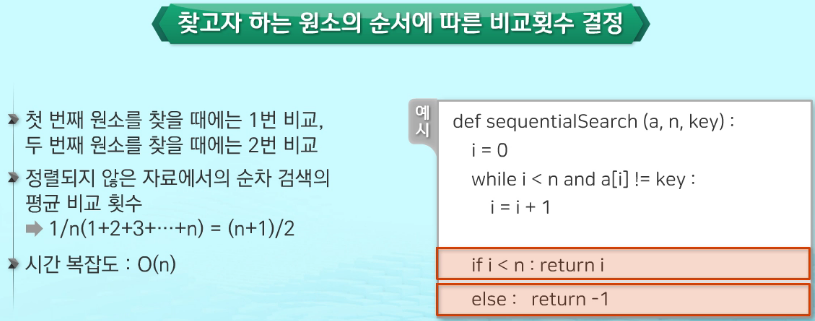 찾고자 하는 원소의 순서에 따른 비교횟수 결정
첫 번째 원소를 찾을 때에는 1번 비교,
두 번째 원소를 찾을 때에는 2번 비교
정렬되지 않은 자료에서의 순차 검색의
평균 비교 횟수
➡ 1/n(1+2+3+⋯+n) = (n+1)/2
시간 복잡도 : O(n)
예시
def sequentialSearch (a, n, key) :
i = 0
while i < n and a[i] != key :
i = i + 1
if i < n : return i
else : return -1